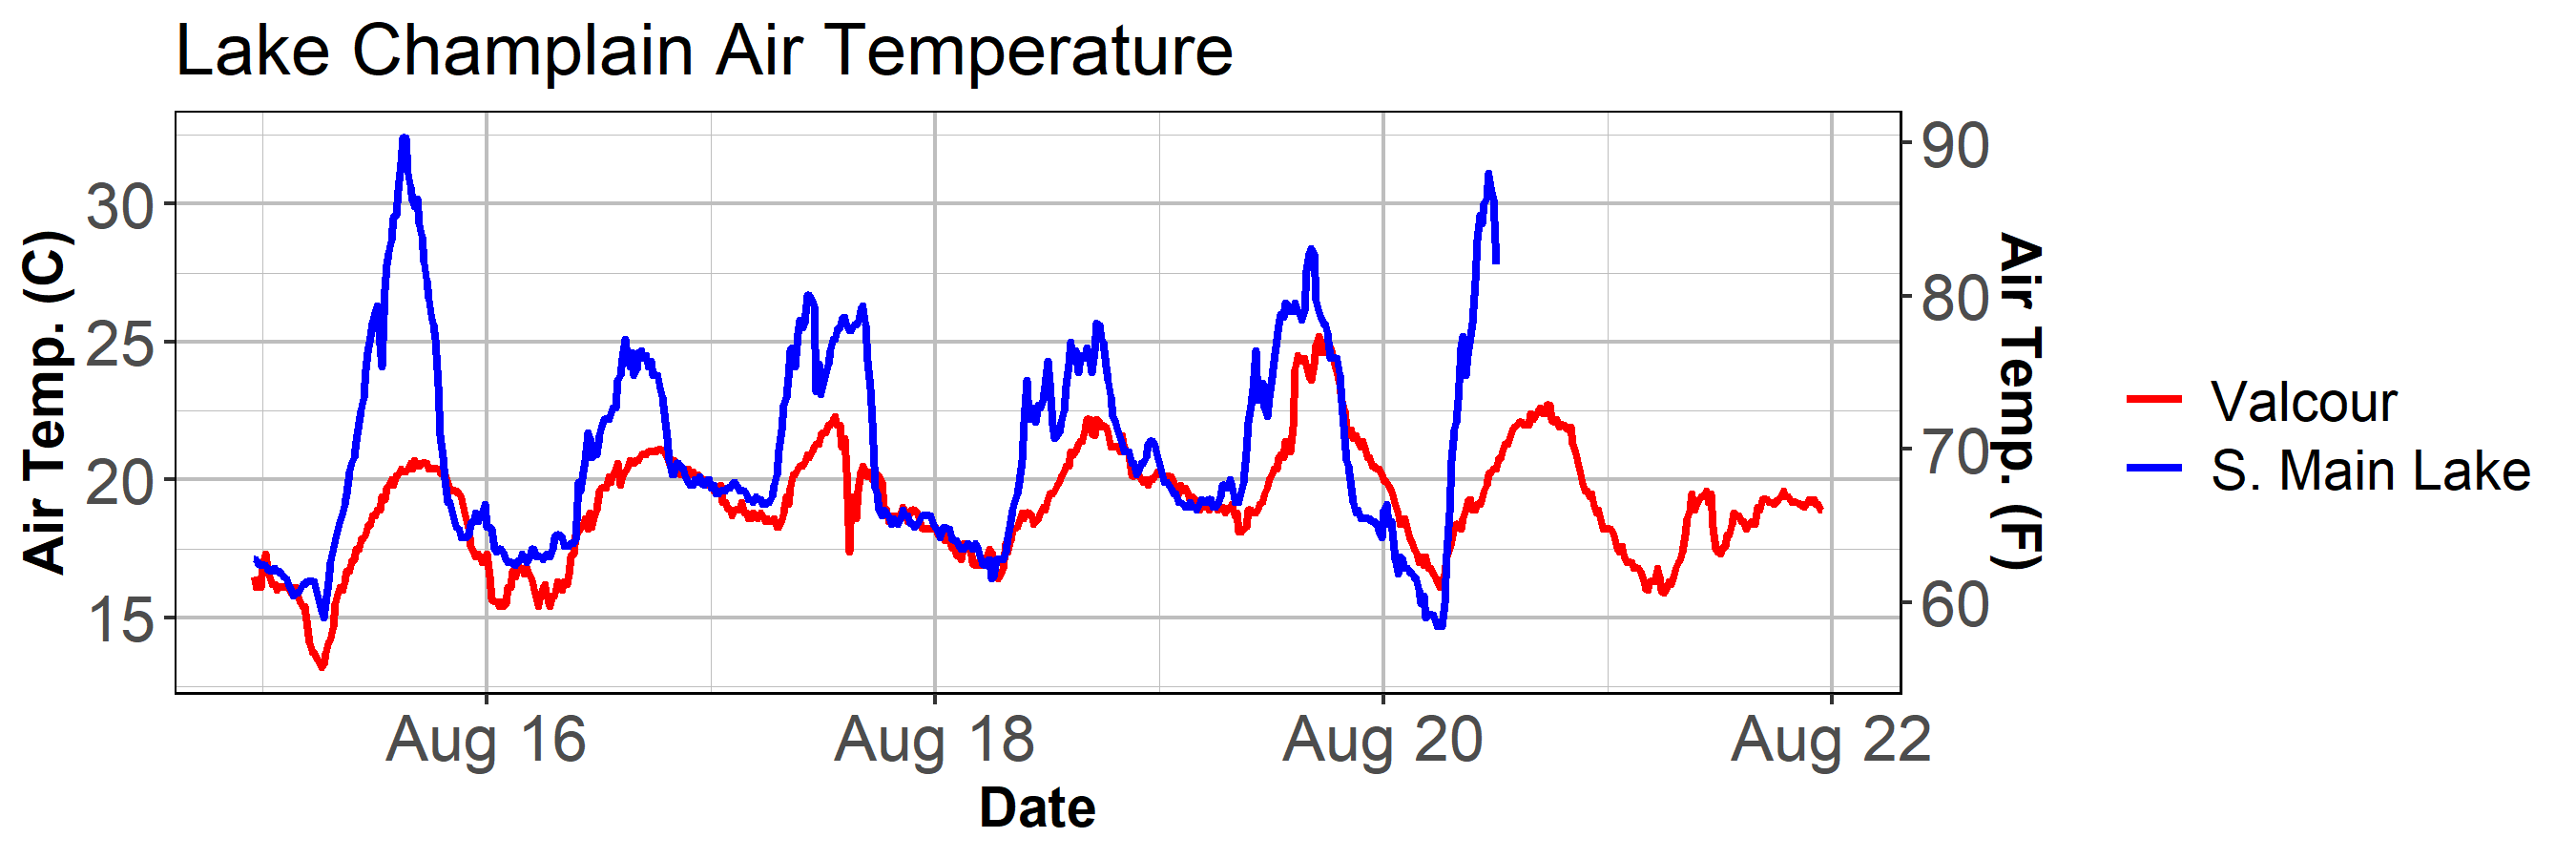 Lake Champlain Air Temperature
Air Temp. (C)
30
25
20
15
90
80
70
60
Air Temp. (F)
Aug 16
Aug 18
Aug 20
Aug 22
Date
Valcour
S. Main Lake